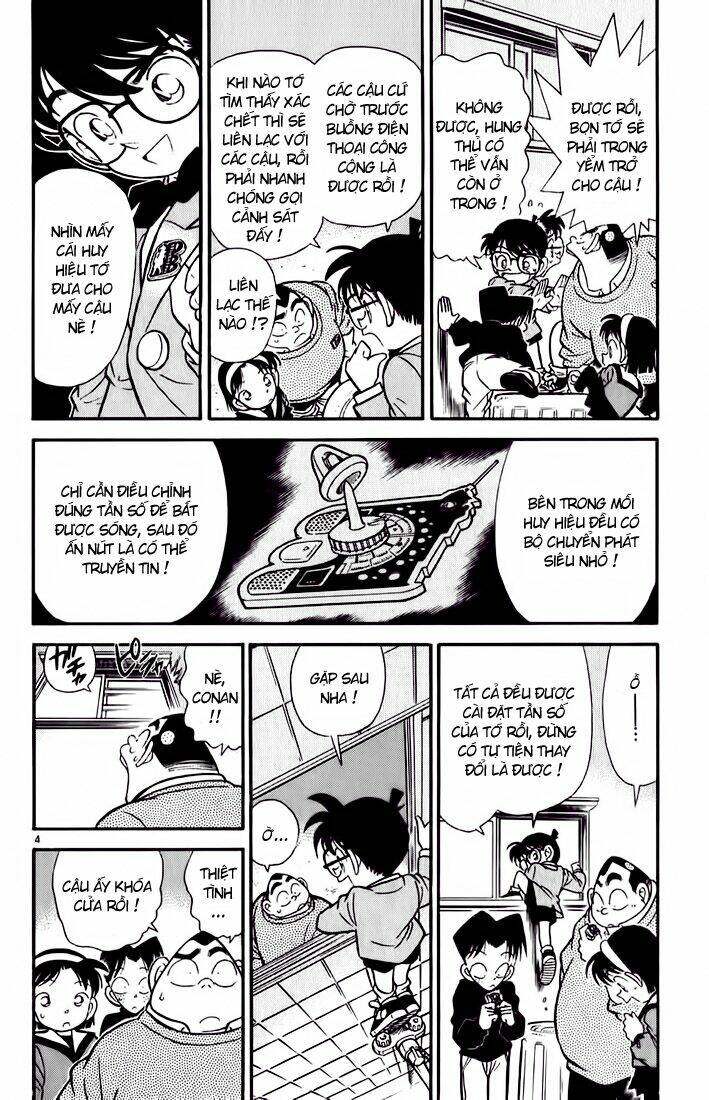 ĐƯỢC RỒI,
BỌN TỚ SẼ
PHẢI TRONG
YỂM TRỢ
CHO CẬU!
KHÔNG
ĐƯỢC, HUNG
THỦ CÓ
THỂ VẪN
CÒN Ở
TRONG!
CÁC CẬU CỨ
CHỜ TRƯỚC
BUỒNG ĐIỆN
THOẠI CÔNG
CỘNG LÀ
ĐƯỢC RỒI!
KHI NÀO TỚ
TÌM THẤY XÁC
CHẾT THÌ SẼ
LIÊN LẠC VỚI
CÁC CẬU, RỒI
PHẢI NHANH
CHÓNG GỌI
CẢNH SÁT
ĐẤY!
LIÊN
LẠC THẾ
NÀO!?
NHÌN MẤY
CÁI HUY
HIỆU TỚ
ĐƯA CHO
MẤY CẬU
NÈ!
BÊN TRONG MỖI
HUY HIỆU ĐỀU CÓ
BỘ CHUYỂN PHÁT
SIÊU NHỎ!
CHỈ CẦN ĐIỀU CHỈNH
ĐÚNG TẦN SỐ ĐỂ BẮT
ĐƯỢC SÓNG, SAU ĐÓ
ẤN NÚT LÀ CÓ THỂ
TRUYỀN TIN!
Ồ
......
TẤT CẢ ĐỀU ĐƯỢC
CÀI ĐẶT TẦN SỐ
CỦA TỚ RỒI, ĐỪNG
CÓ TỰ TIỆN THAY
ĐỔI LÀ ĐƯỢC!
GẶP SAU
NHA!
Ờ...
NÈ,
CONAN
!!
ピシャ
ガチャ
4
THIỆT
TÌNH
...
CẬU ẤY KHÓA
CỬA RỒI!